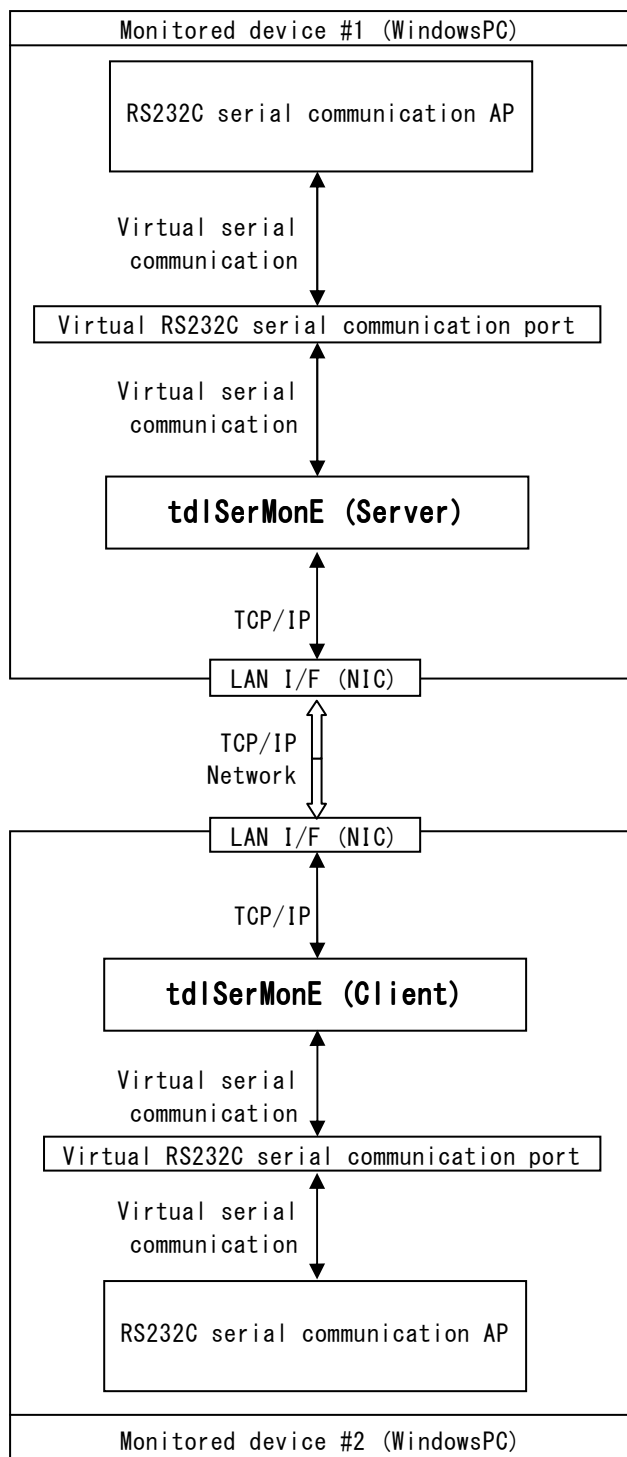 Monitored device #1 (WindowsPC)
RS232C serial communication AP
Virtual serial
communication
Virtual RS232C serial communication port
Virtual serial
communication
tdlSerMonE (Server)
TCP/IP
LAN I/F (NIC)
TCP/IP
Network
LAN I/F (NIC)
TCP/IP
tdlSerMonE (Client)
Virtual serial
communication
Virtual RS232C serial communication port
Virtual serial
communication
RS232C serial communication AP
Monitored device #2 (WindowsPC)